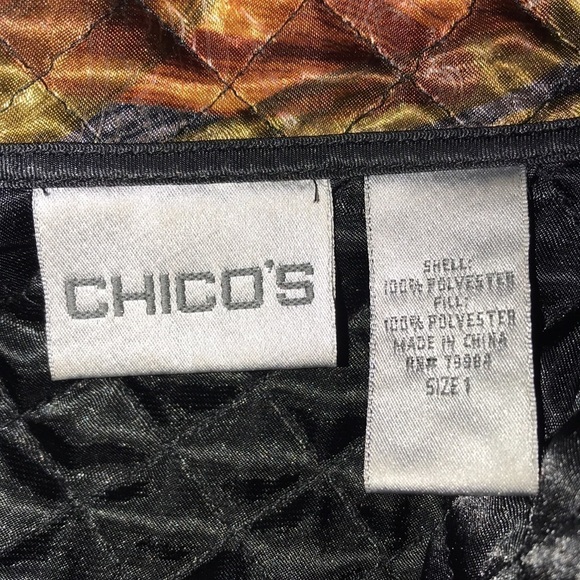 CHICO'S
SHELL:
100% POLYESTER
FILL:
100% POLYESTER
MADE IN CHINA
RN# 79984
SIZE 1